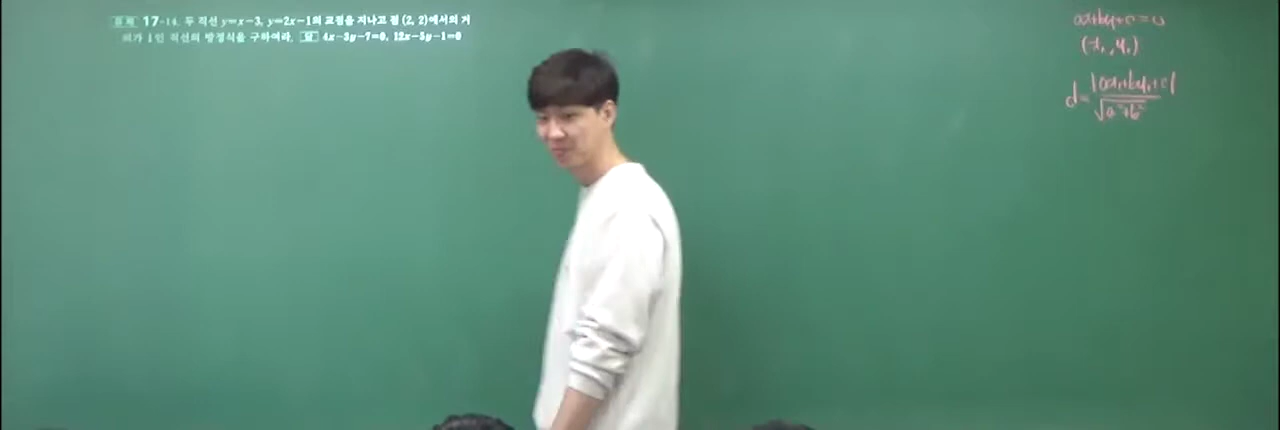 유제 17-14. 두 직선 y=x-3, y=2x-1의 교점을 지나고 점 (2, 2)에서의 거
리가 1인 직선의 방정식을 구하여라. 답 4x-3y-7=0, 12x-5y-1=0
ax+by+c=0
(x₁, y₁)
d=|ax₁+by₁+c|/√a²+b²